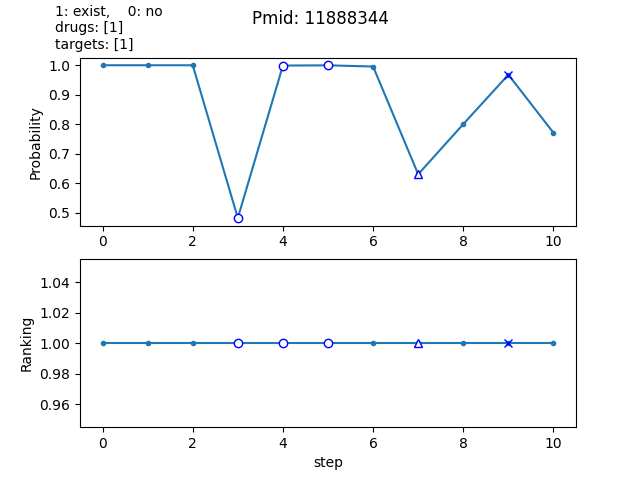 1: exist,    0: no
drugs: [1]
targets: [1]
Pmid: 11888344
1.0
0.9
0.8
0.7
0.6
0.5
Probability
0 2 4 6 8 10
1.04
1.02
1.00
0.98
0.96
Ranking
0 2 4 6 8 10
step